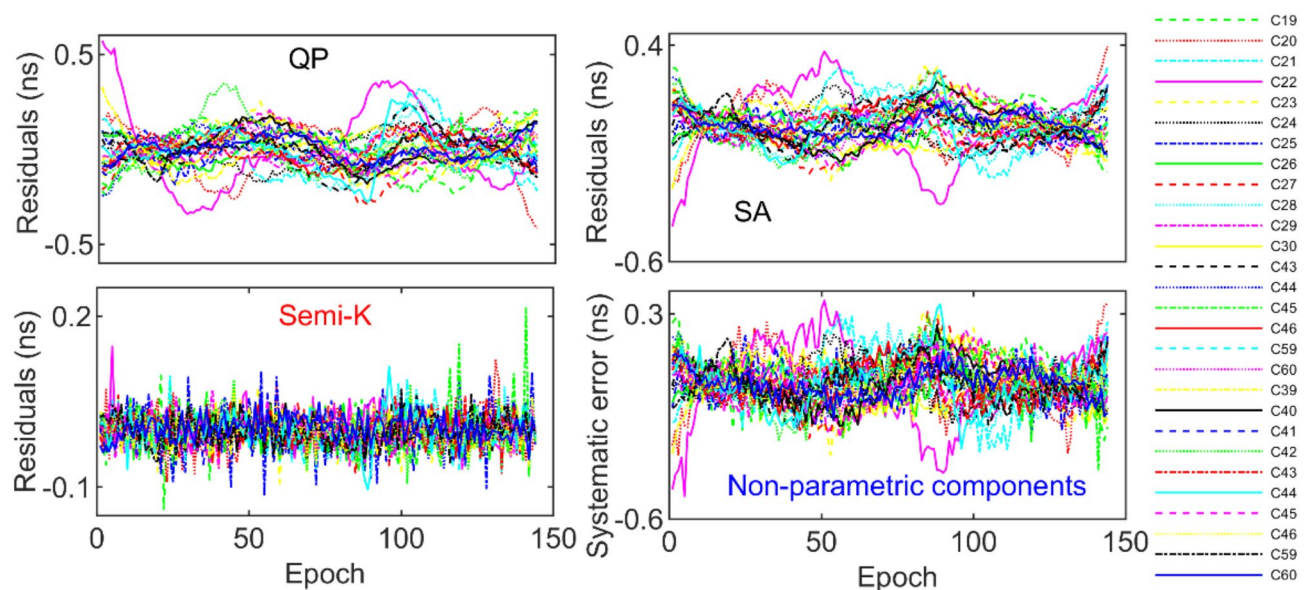 0.5
QP
Residuals (ns)
-0.5
0.4
SA
Residuals (ns)
-0.6
0.2
Semi-K
Residuals (ns)
-0.1
0
50
100
150
Epoch
0.3
Non-parametric components
Systematic error (ns)
-0.6
0
50
100
150
Epoch
C19
C20
C21
C22
C23
C24
C25
C26
C27
C28
C29
C30
C43
C44
C45
C46
C59
C60
C39
C40
C41
C42
C43
C44
C45
C46
C59
C60